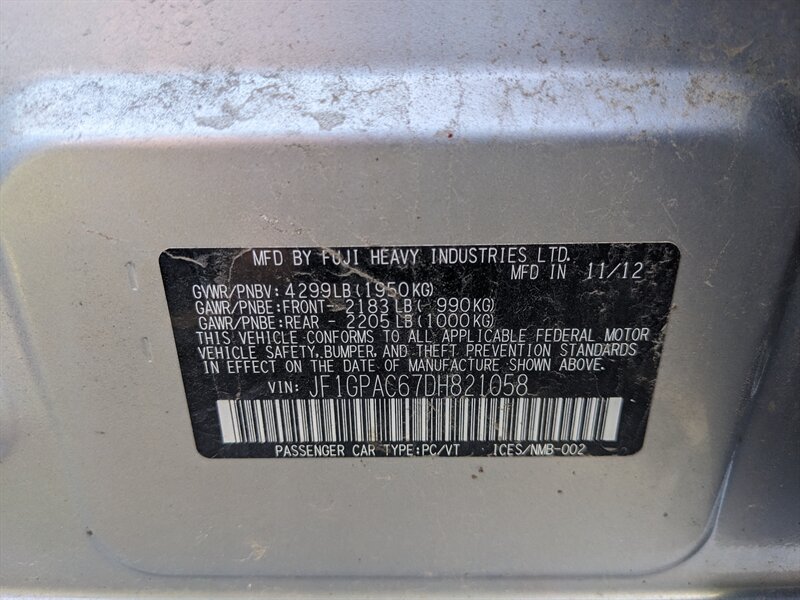 MFD BY FUJI HEAVY INDUSTRIES LTD.
MFD IN 11/12
GVWR/PNBV: 4299LB (1950KG)
GAWR/PNBE:FRONT- 2183LB( 990KG)
GAWR/PNBE:REAR - 2205LB(1000KG)
THIS VEHICLE CONFORMS TO ALL APPLICABLE FEDERAL MOTOR
VEHICLE SAFETY, BUMPER, AND THEFT PREVENTION STANDARDS
IN EFFECT ON THE DATE OF MANUFACTURE SHOWN ABOVE.
VIN: JF1GPAC67DH821058
PASSENGER CAR TYPE:PC/VT ICES/NMB-002